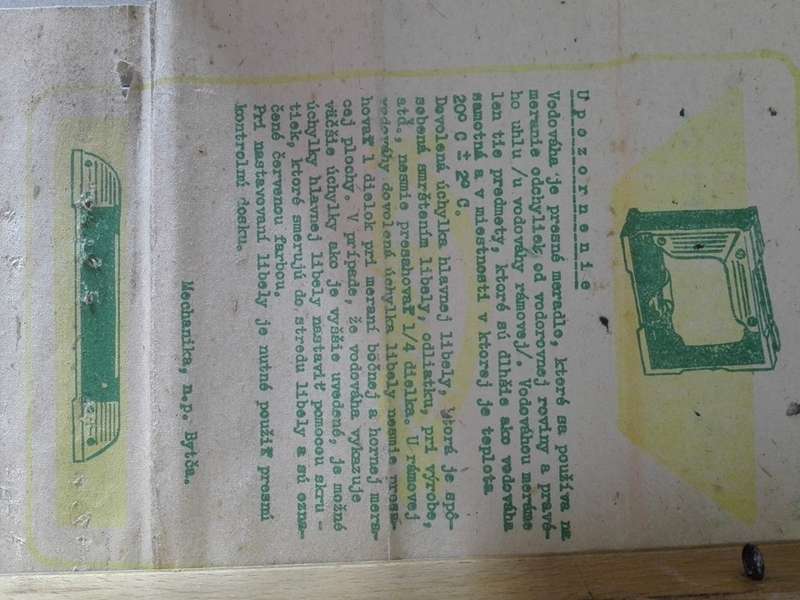 U p o z o r n e n i e
Vodováha je presné meradlo, ktoré sa používa na
meranie odchyliek od vodorovnej roviny a pravé-
ho uhlu /u vodováhy rámovej/. Vodováhou meráme
len tie predmety, ktoré sú dlhšie ako vodováha
samotná a v miestnosti v ktorej je teplota
20° C ± 2° C.
Dovolená úchylka hlavnej libely, ktorá je spô-
sobená smrštením libely, odliatku, pri výrobe,
atď., nesmie presahovať 1/4 dielka. U rámovej
vodováhy dovolená úchylka libely nesmie presa-
hovať 1 dielok pri meraní bočnej a hornej mera-
cej plochy. V prípade, že vodováha vykazuje
väčšie úchylky ako je vyššie uvedené, je možné
úchylky hlavnej libely nastaviť pomocou skru -
tiek, ktoré smerujú do stredu libely a sú ozna-
čené červenou farbou.
Pri nastavovaní libely je nutné použiť presnú
kontrolnú dosku.
Mechanika, n.p. Bytča.